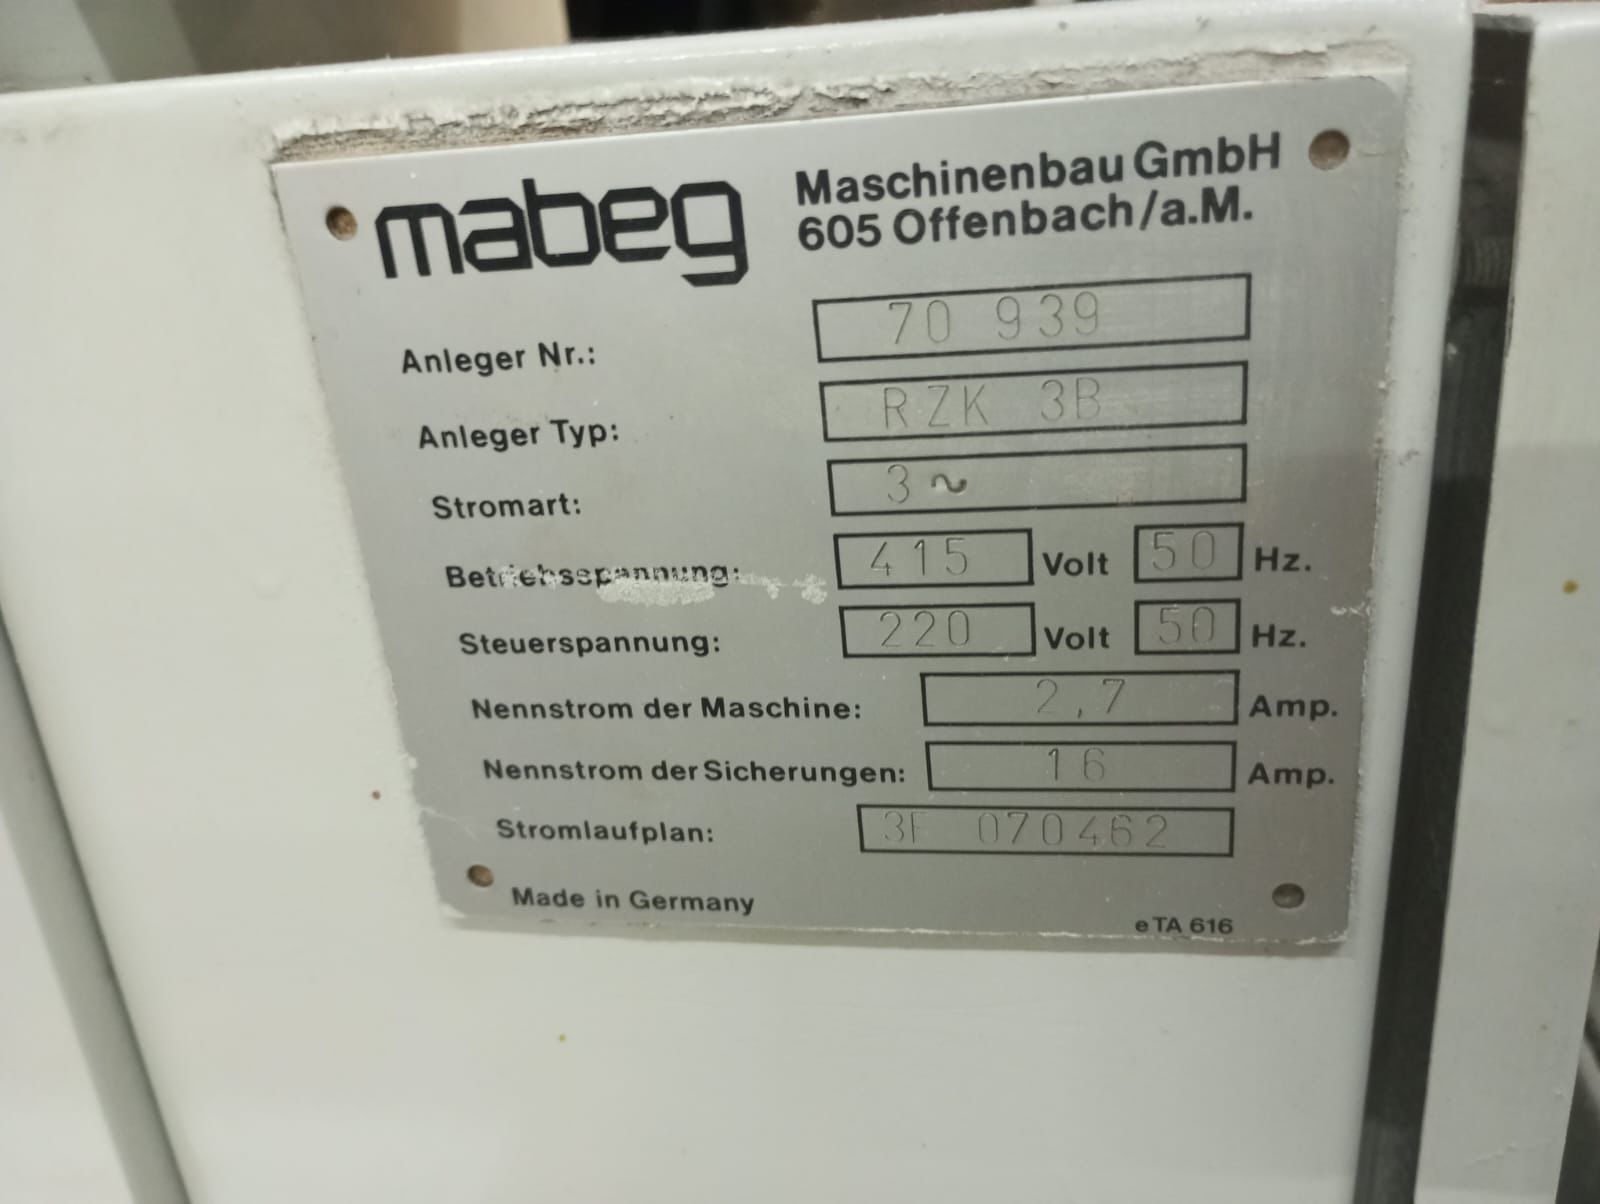 mabeg Maschinenbau GmbH
605 Offenbach/a.M.
Anleger Nr.: 70 939
Anleger Typ: RZK 3B
Stromart: 3 ~
Betriebsspannung: 415 Volt 50 Hz.
Steuerspannung: 220 Volt 50 Hz.
Nennstrom der Maschine: 2,7 Amp.
Nennstrom der Sicherungen: 16 Amp.
Stromlaufplan: 3F 070462
Made in Germany
eTA 616